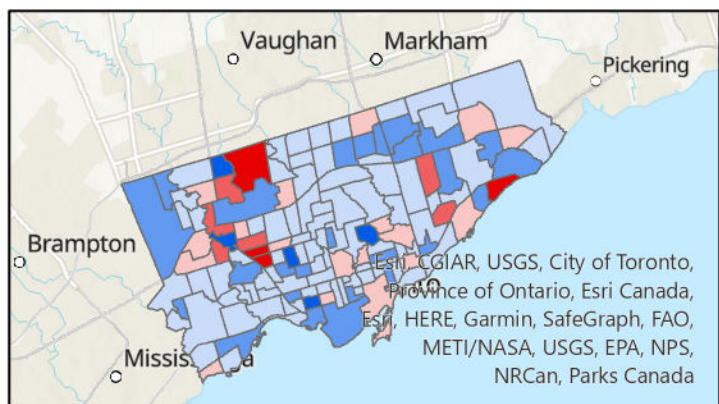 Vaughan
Markham
Pickering
Brampton
Esri, CGIAR, USGS, City of Toronto,
Province of Ontario, Esri Canada,
Esri, HERE, Garmin, SafeGraph, FAO,
METI/NASA, USGS, EPA, NPS,
NRCan, Parks Canada